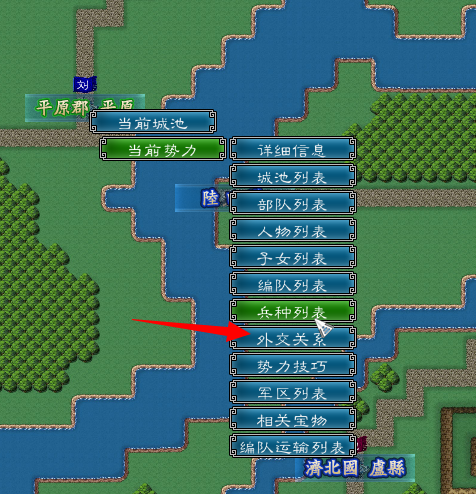 刘
平原郡 平原
当前城池
当前势力
详细信息
城池列表
陸
部队列表
人物列表
子女列表
编队列表
兵种列表
外交关系
势力技巧
军区列表
相关宝物
编队运输列表
濟北國 盧縣